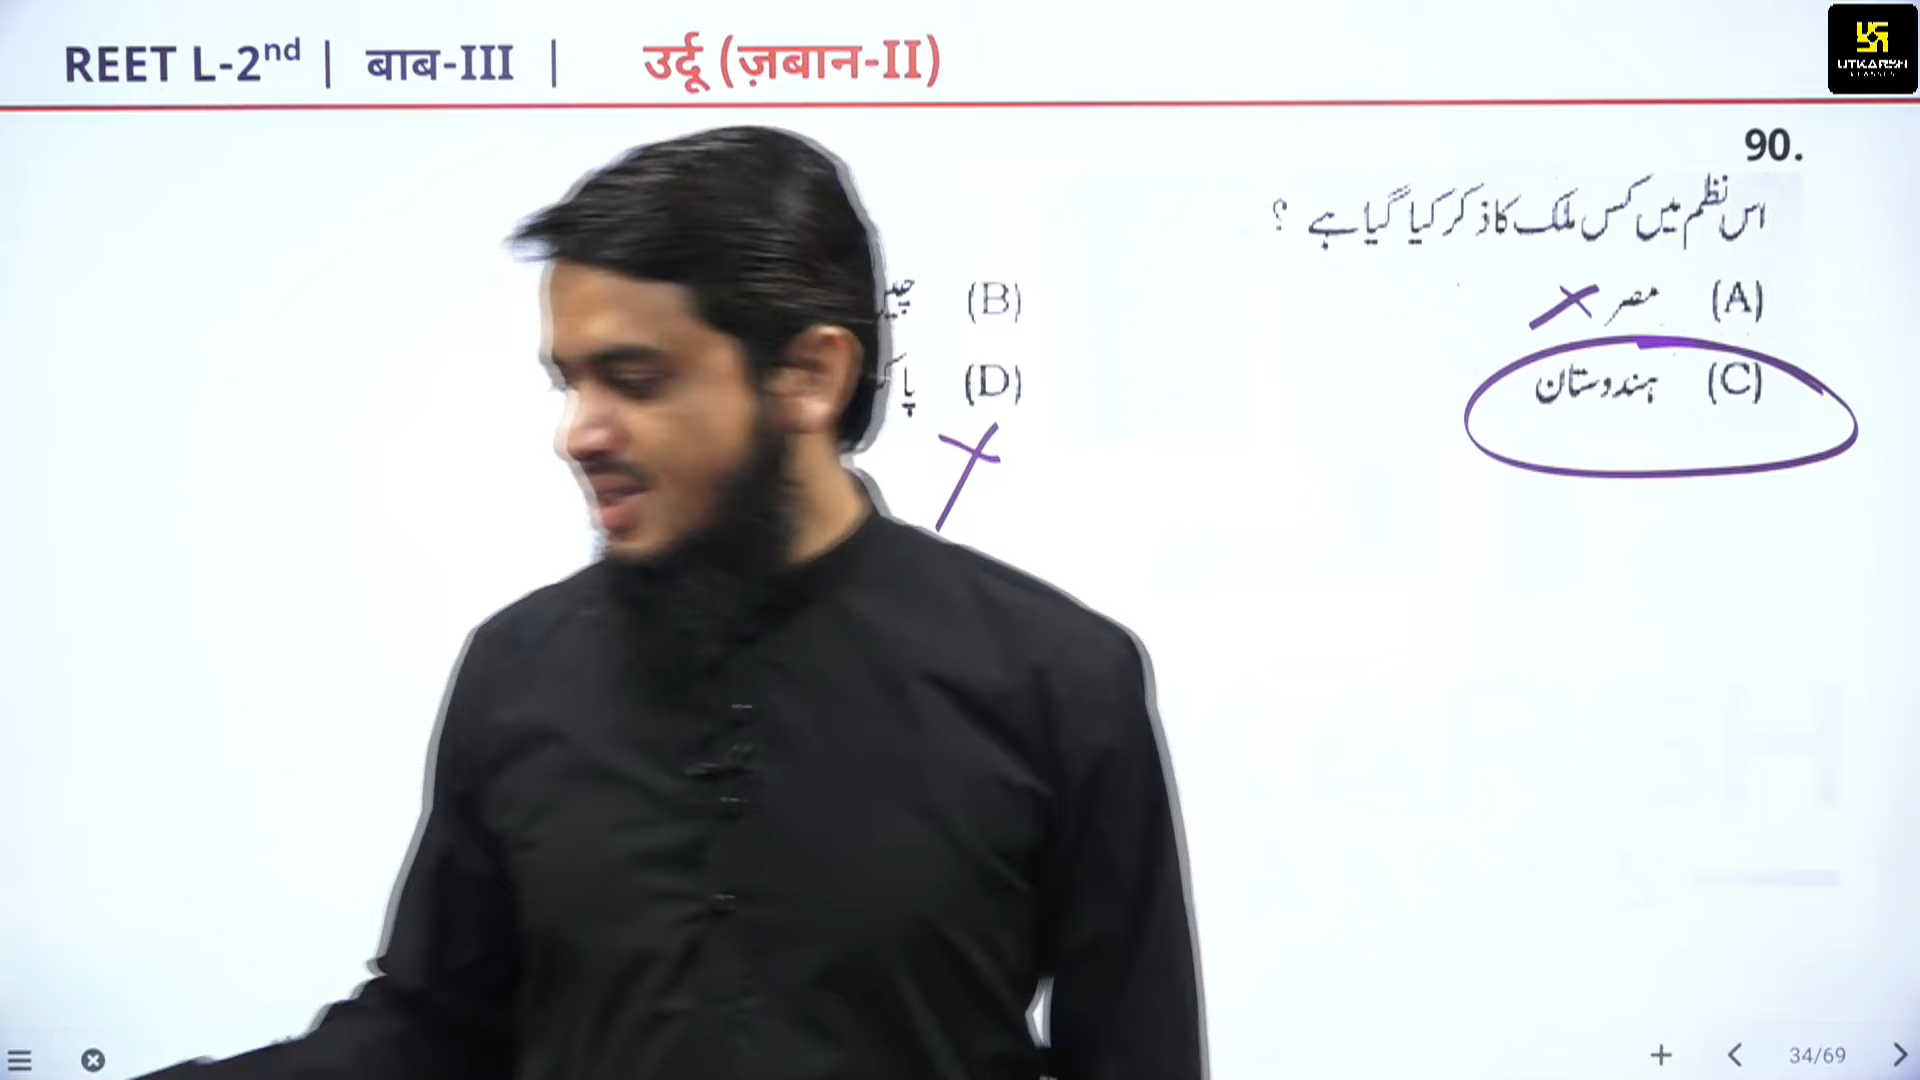 REET L-2nd | बाब-III | उर्दू (ज़बान-II)
UTKARSH
CLASSES
90.
اس نظم میں کس ملک کا ذکر کیا گیا ہے ؟
(A) مصر
(B)
(C) ہندوستان
(D)
34/69